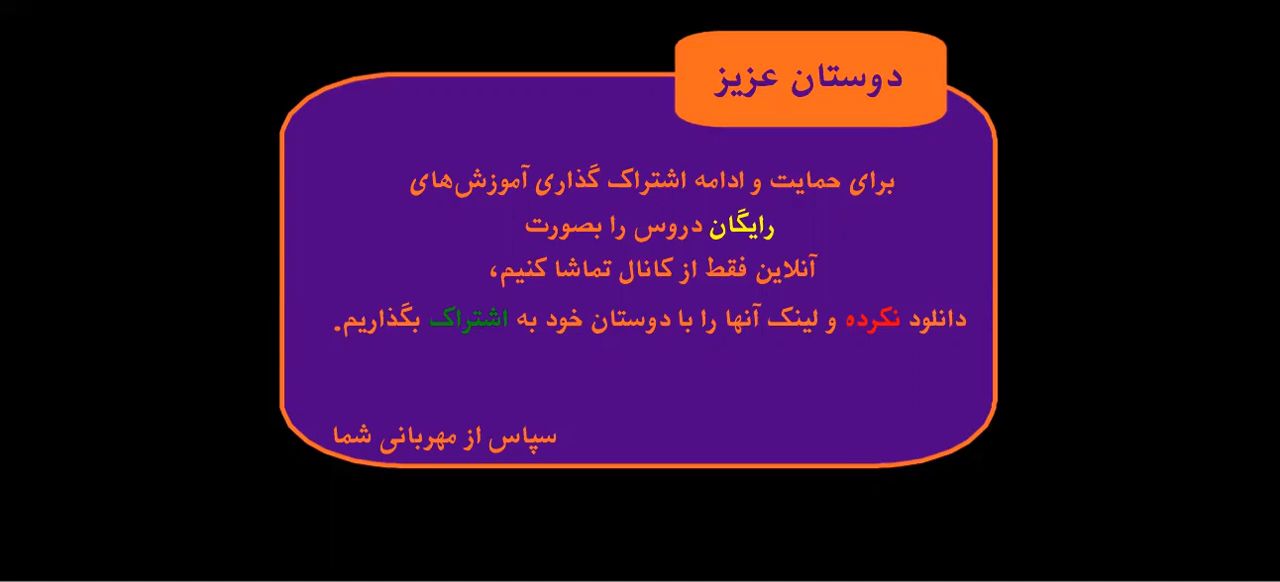 دوستان عزیز
برای حمایت و ادامه اشتراک گذاری آموزش‌های
رایگان دروس را بصورت
آنلاین فقط از کانال تماشا کنیم،
دانلود نکرده و لینک آنها را با دوستان خود به اشتراک بگذاریم.
سپاس از مهربانی شما